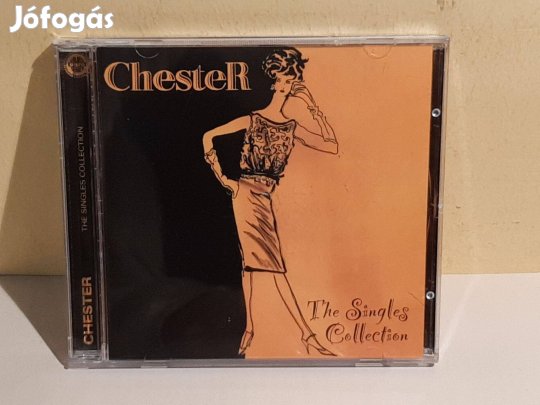 Jófogás
ChesteR
The Singles
Collection
CHESTER
THE SINGLES COLLECTION